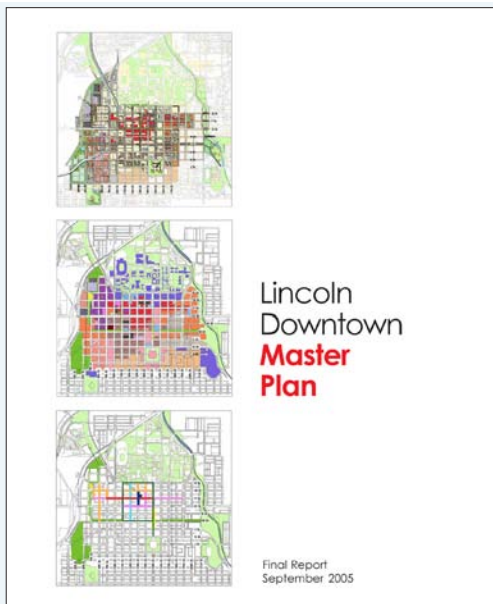 Lincoln
Downtown
Master
Plan
Final Report
September 2005